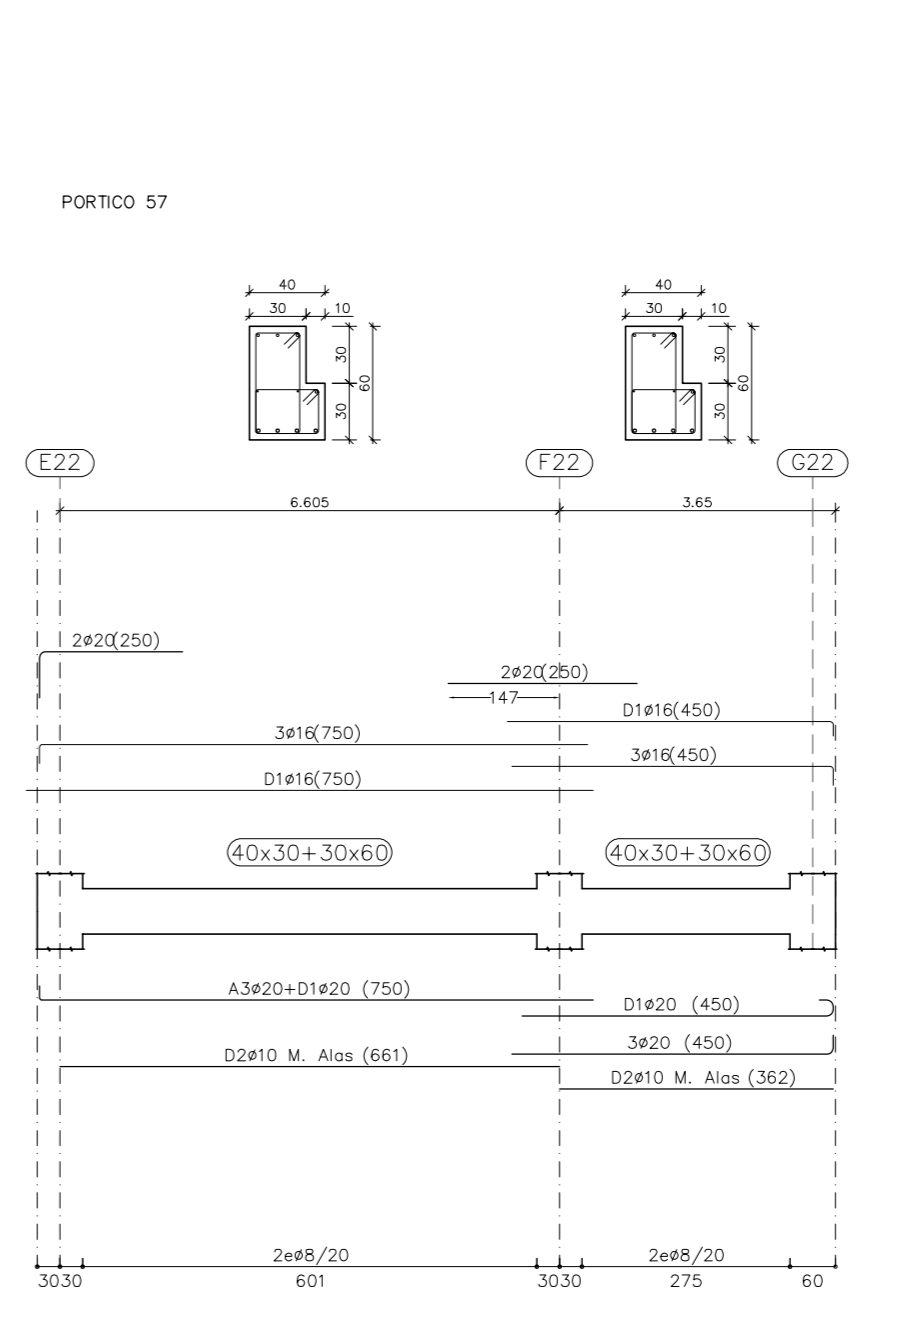 PORTICO 57
40 40
30 10 30 10
30 60 30 60
30 30
E22 F22 G22
6.605 3.65
2ø20(250)
2ø20(250)
147
D1ø16(450)
3ø16(750)
3ø16(450)
D1ø16(750)
40x30+30x60 40x30+30x60
A3ø20+D1ø20 (750)
D1ø20 (450)
3ø20 (450)
D2ø10 M. Alas (661)
D2ø10 M. Alas (362)
2eø8/20 2eø8/20
3030 601 3030 275 60